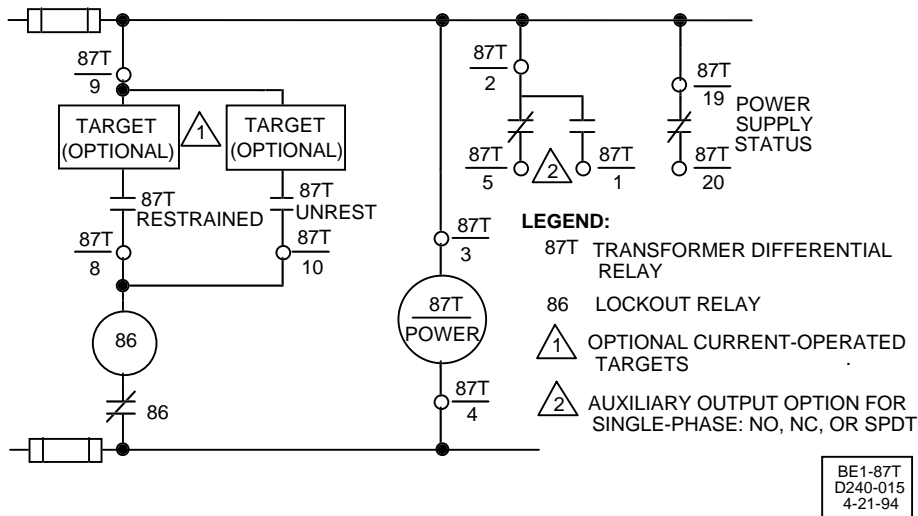 87T
9
TARGET
(OPTIONAL)
1
TARGET
(OPTIONAL)
87T
RESTRAINED
87T
UNREST
87T
8
87T
10
86
86
87T
3
87T
POWER
87T
4
87T
2
87T
5
2
87T
1
87T
19
POWER
SUPPLY
STATUS
87T
20
LEGEND:
87T TRANSFORMER DIFFERENTIAL
RELAY
86 LOCKOUT RELAY
1 OPTIONAL CURRENT-OPERATED
TARGETS .
2 AUXILIARY OUTPUT OPTION FOR
SINGLE-PHASE: NO, NC, OR SPDT
BE1-87T
D240-015
4-21-94